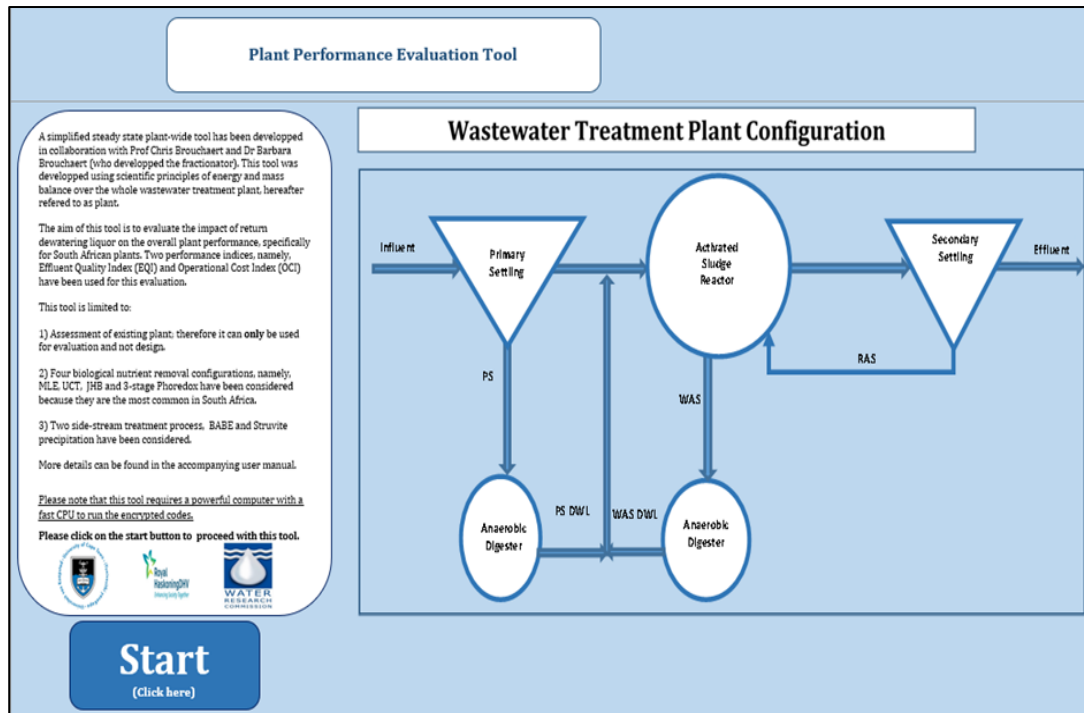 Plant Performance Evaluation Tool
A simplified steady state plant-wide tool has been developped
in collaboration with Prof Chris Brouchaert and Dr Barbara
Brouchaert (who developped the fractionator). This tool was
developped using scientific principles of energy and mass
balance over the whole wastewater treatment plant, hereafter
refered to as plant.
The aim of this tool is to evaluate the impact of return
dewatering liquor on the overall plant performance, specifically
for South African plants. Two performance indices, namely,
Effluent Quality Index (EQI) and Operational Cost Index (OCI)
have been used for this evaluation.
This tool is limited to:
1) Assessment of existing plant; therefore it can only be used
for evaluation and not design.
2) Four biological nutrient removal configurations, namely,
MLE, UCT, JHB and 3-stage Phoredox have been considered
because they are the most common in South Africa.
3) Two side-stream treatment process, BABE and Struvite
precipitation have been considered.
More details can be found in the accompanying user manual.
Please note that this tool requires a powerful computer with a
fast CPU to run the encrypted codes.
Please click on the start button to proceed with this tool.
Royal
HaskoningDHV
Enhancing Society Together
WATER
RESEARCH
COMMISSION
Start
(Click here)
Wastewater Treatment Plant Configuration
Influent
Primary
Settling
Activated
Sludge
Reactor
Secondary
Settling
Effluent
RAS
PS
WAS
PS DWL
WAS DWL
Anaerobic
Digester
Anaerobic
Digester